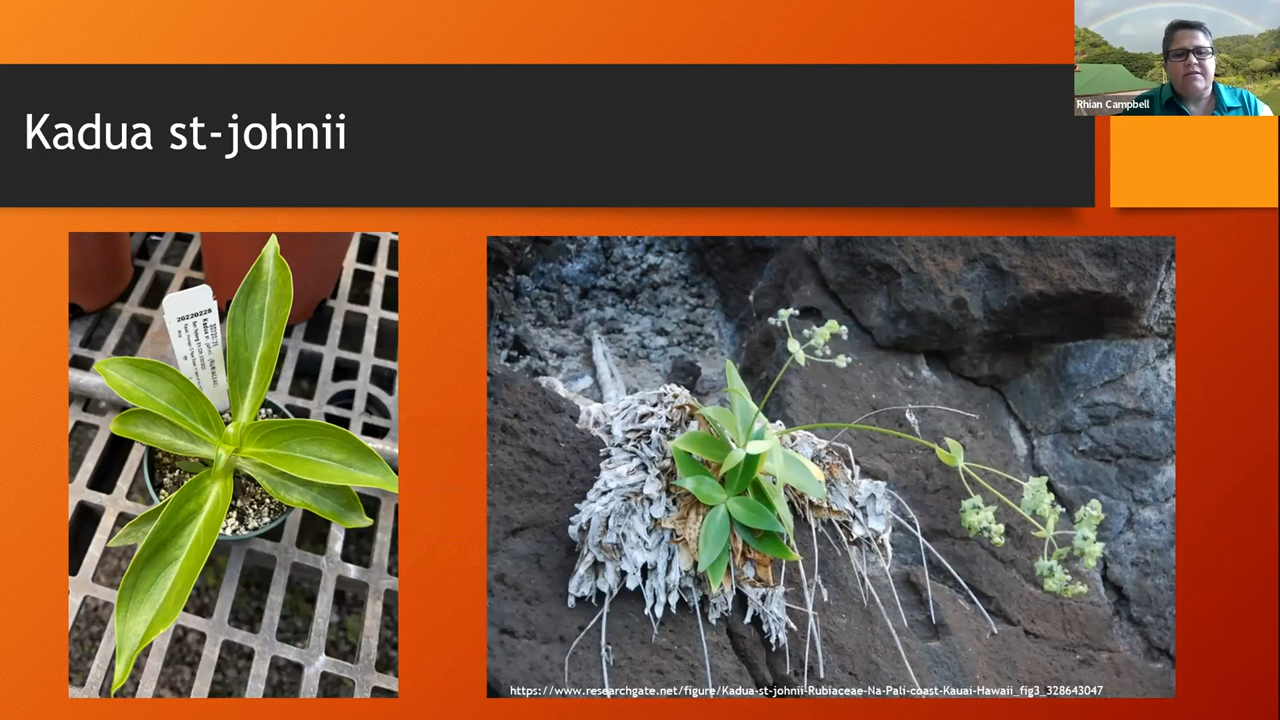 Kadua st-johnii
Rhian Campbell
20220228
https://www.researchgate.net/figure/Kadua-st-johnii-Rubiaceae-Na-Pali-coast-Kauai-Hawaii_fig3_328643047